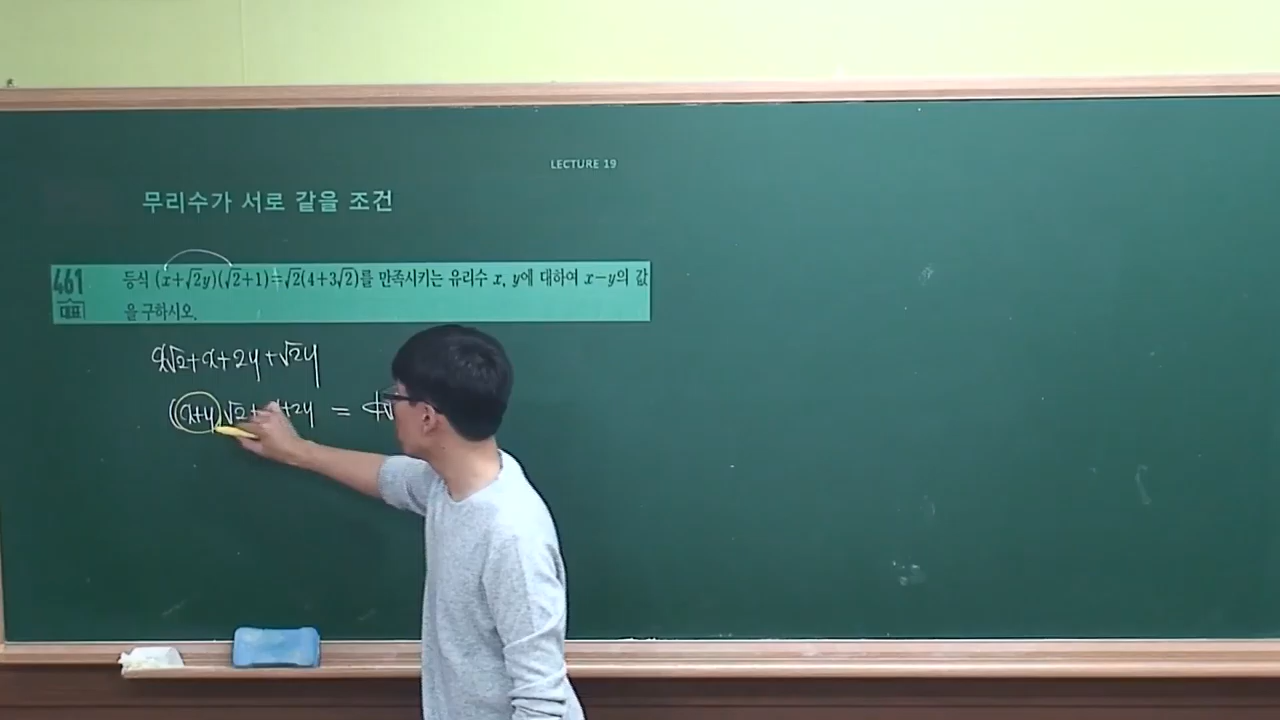 LECTURE 19
무리수가 서로 같을 조건
461
대표
등식 (x+√2y)(√2+1)=√2(4+3√2)를 만족시키는 유리수 x, y에 대하여 x-y의 값
을 구하시오.
x√2+x+2y+√2y
(x+y)√2+ +2y = 4√